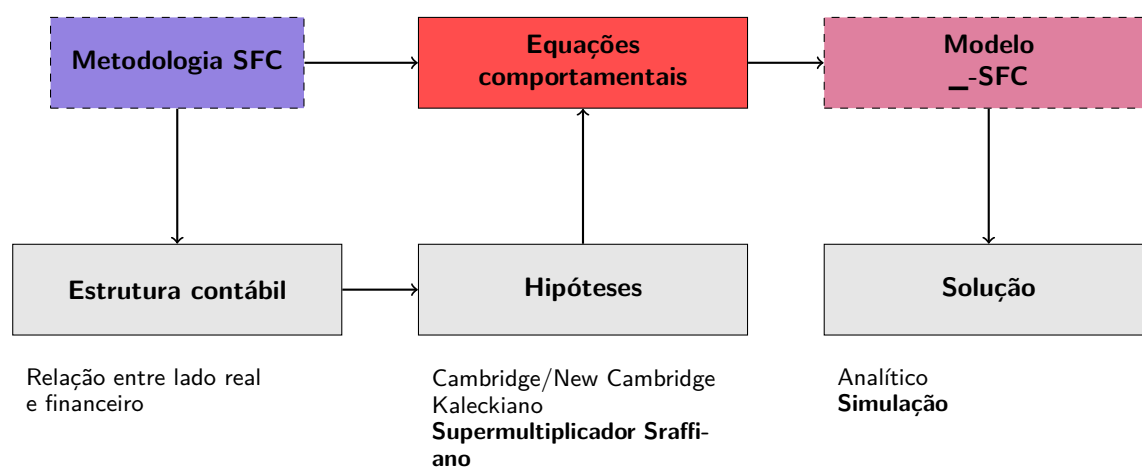 Metodologia SFC
Equações
comportamentais
Modelo
_-SFC
Estrutura contábil
Hipóteses
Solução
Relação entre lado real
e financeiro
Cambridge/New Cambridge
Kaleckiano
Supermultiplicador Sraffi-
ano
Analítico
Simulação